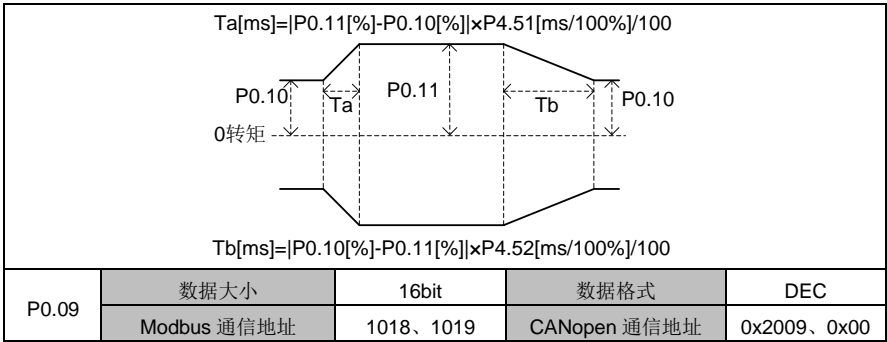 Ta[ms]=|P0.11[%]-P0.10[%]|×P4.51[ms/100%]/100
P0.10
Ta
P0.11
Tb
P0.10
0转矩
Tb[ms]=|P0.10[%]-P0.11[%]|×P4.52[ms/100%]/100
P0.09
数据大小 16bit 数据格式 DEC
Modbus 通信地址 1018、1019 CANopen 通信地址 0x2009、0x00